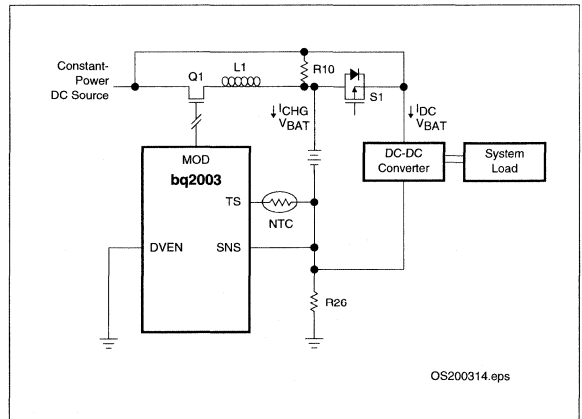 Constant-
Power
DC Source
Q1
L1
R10
S1
ICHG
VBAT
IDC
VBAT
MOD
bq2003
DC-DC
Converter
System
Load
TS
NTC
DVEN
SNS
R26
OS200314.eps